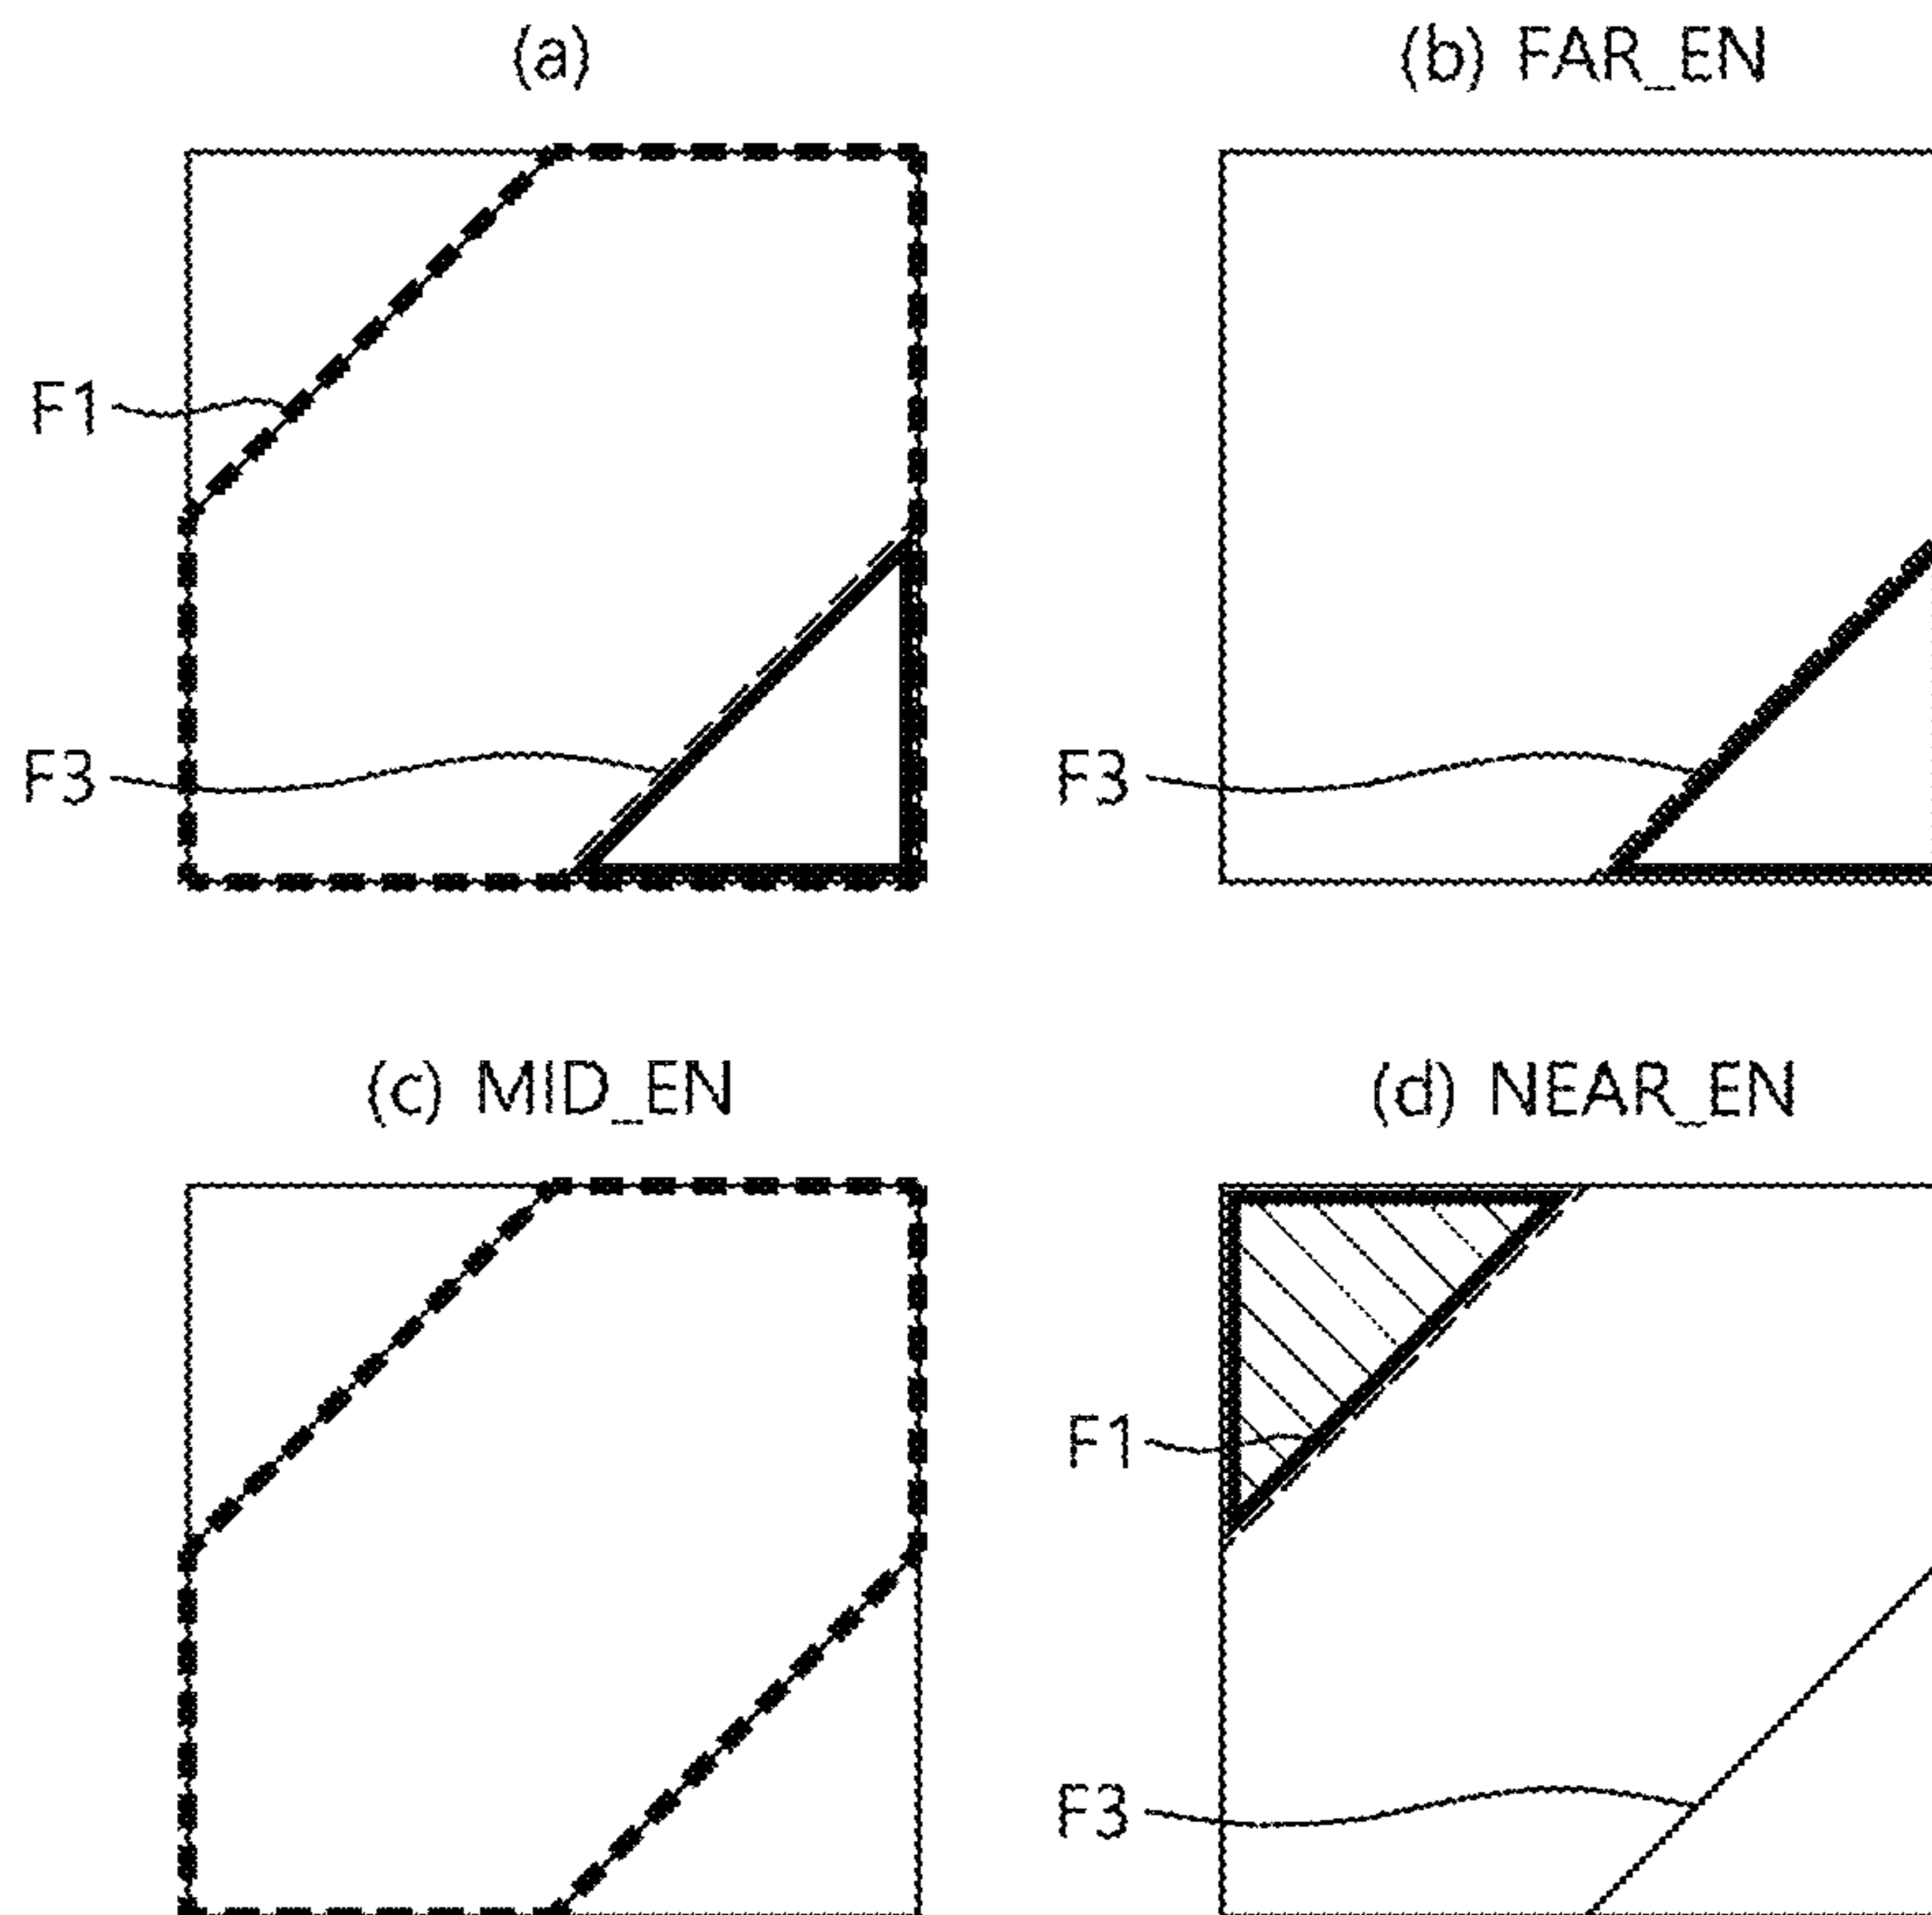 (a)
(b) FAR_EN
F1
F3
F3
(c) MID_EN
(d) NEAR_EN
F1
F3